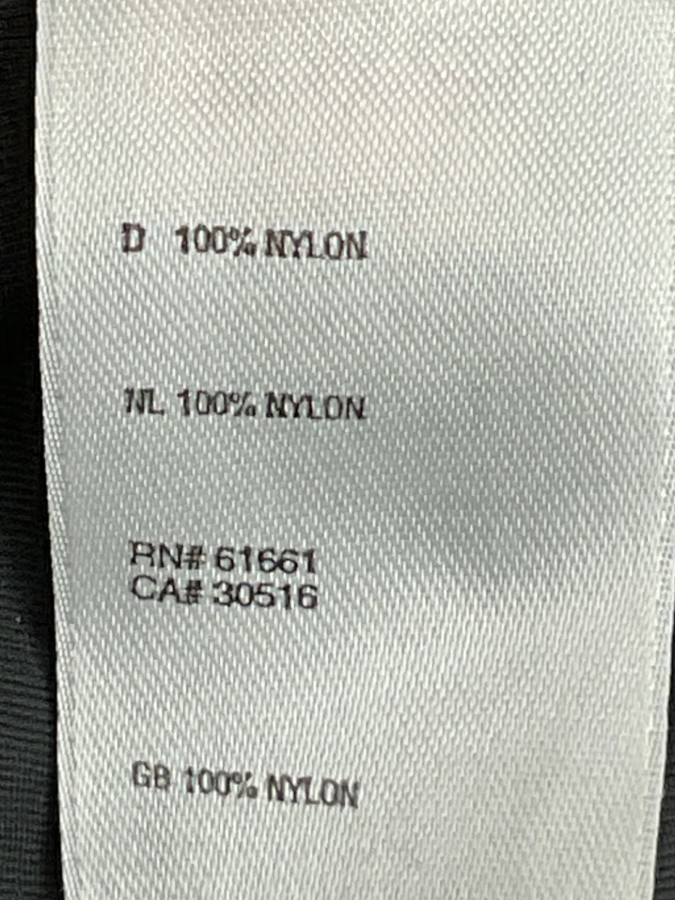 D 100% NYLON
NL 100% NYLON
RN# 61661
CA# 30516
GB 100% NYLON